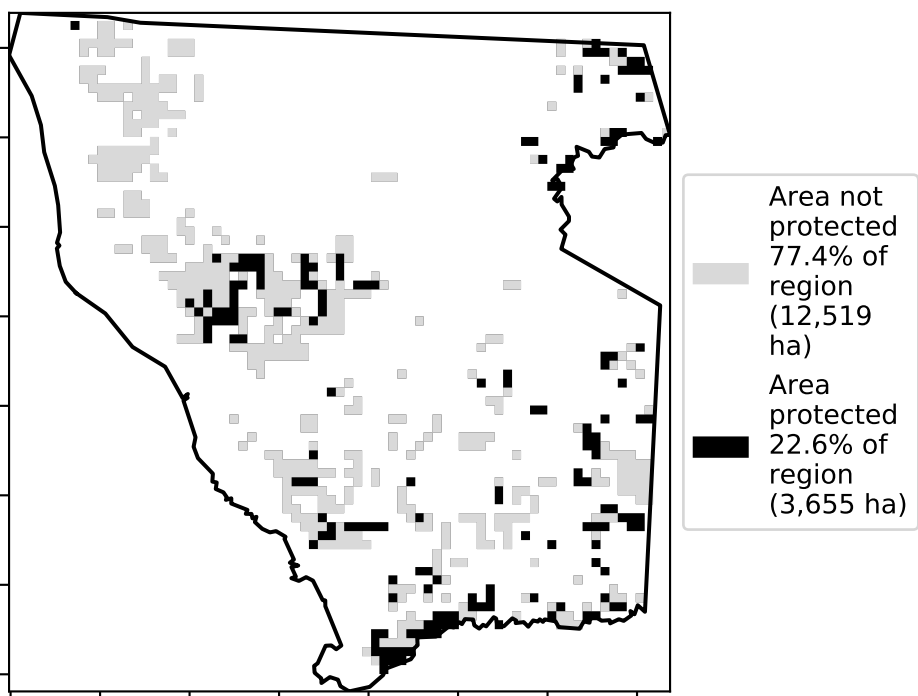 Area not
protected
77.4% of
region
(12,519
ha)
Area
protected
22.6% of
region
(3,655 ha)